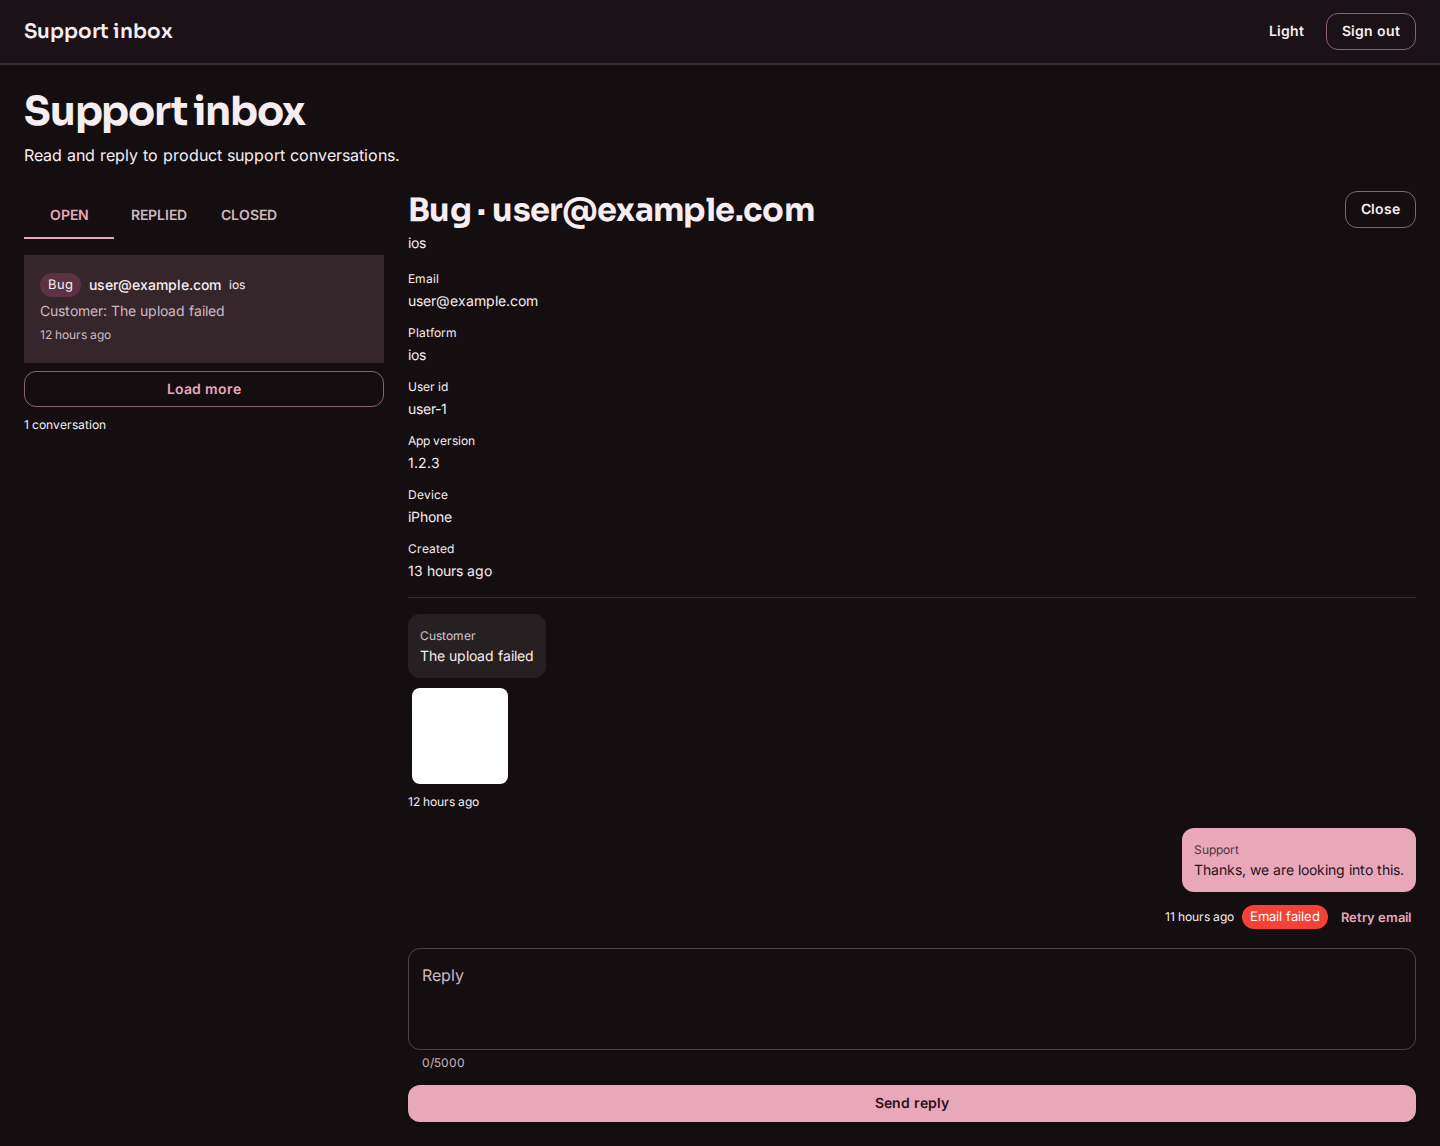 Support inbox
Light
Sign out
Support inbox
Read and reply to product support conversations.
OPEN
REPLIED
CLOSED
Bug user@example.com ios
Customer: The upload failed
12 hours ago
Load more
1 conversation
Bug · user@example.com
Close
ios
Email
user@example.com
Platform
ios
User id
user-1
App version
1.2.3
Device
iPhone
Created
13 hours ago
Customer
The upload failed
12 hours ago
Support
Thanks, we are looking into this.
11 hours ago Email failed Retry email
Reply
0/5000
Send reply